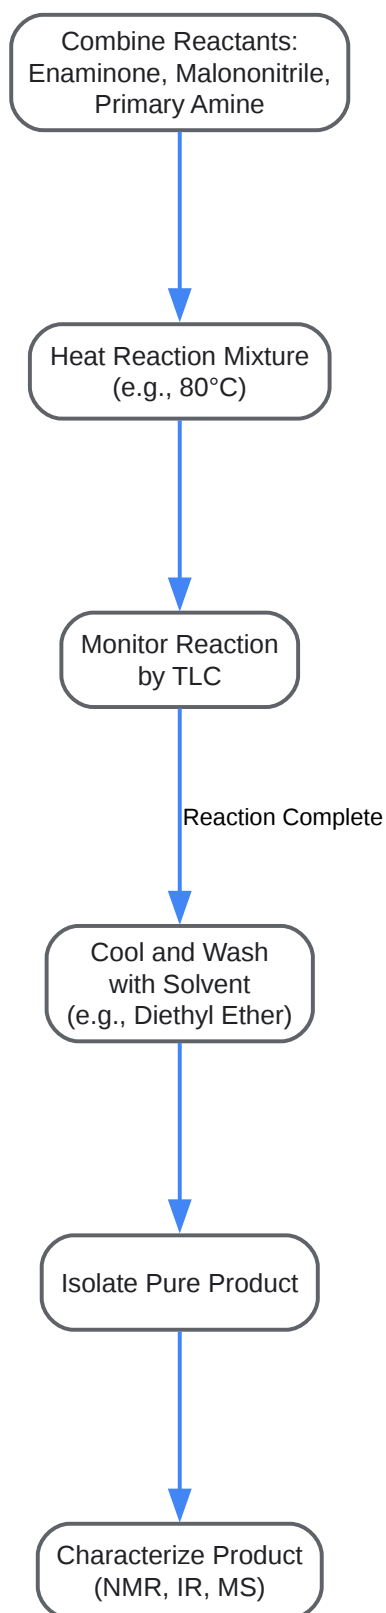 Combine Reactants:
Enaminone, Malononitrile,
Primary Amine
Heat Reaction Mixture
(e.g., 80°C)
Monitor Reaction
by TLC
Reaction Complete
Cool and Wash
with Solvent
(e.g., Diethyl Ether)
Isolate Pure Product
Characterize Product
(NMR, IR, MS)